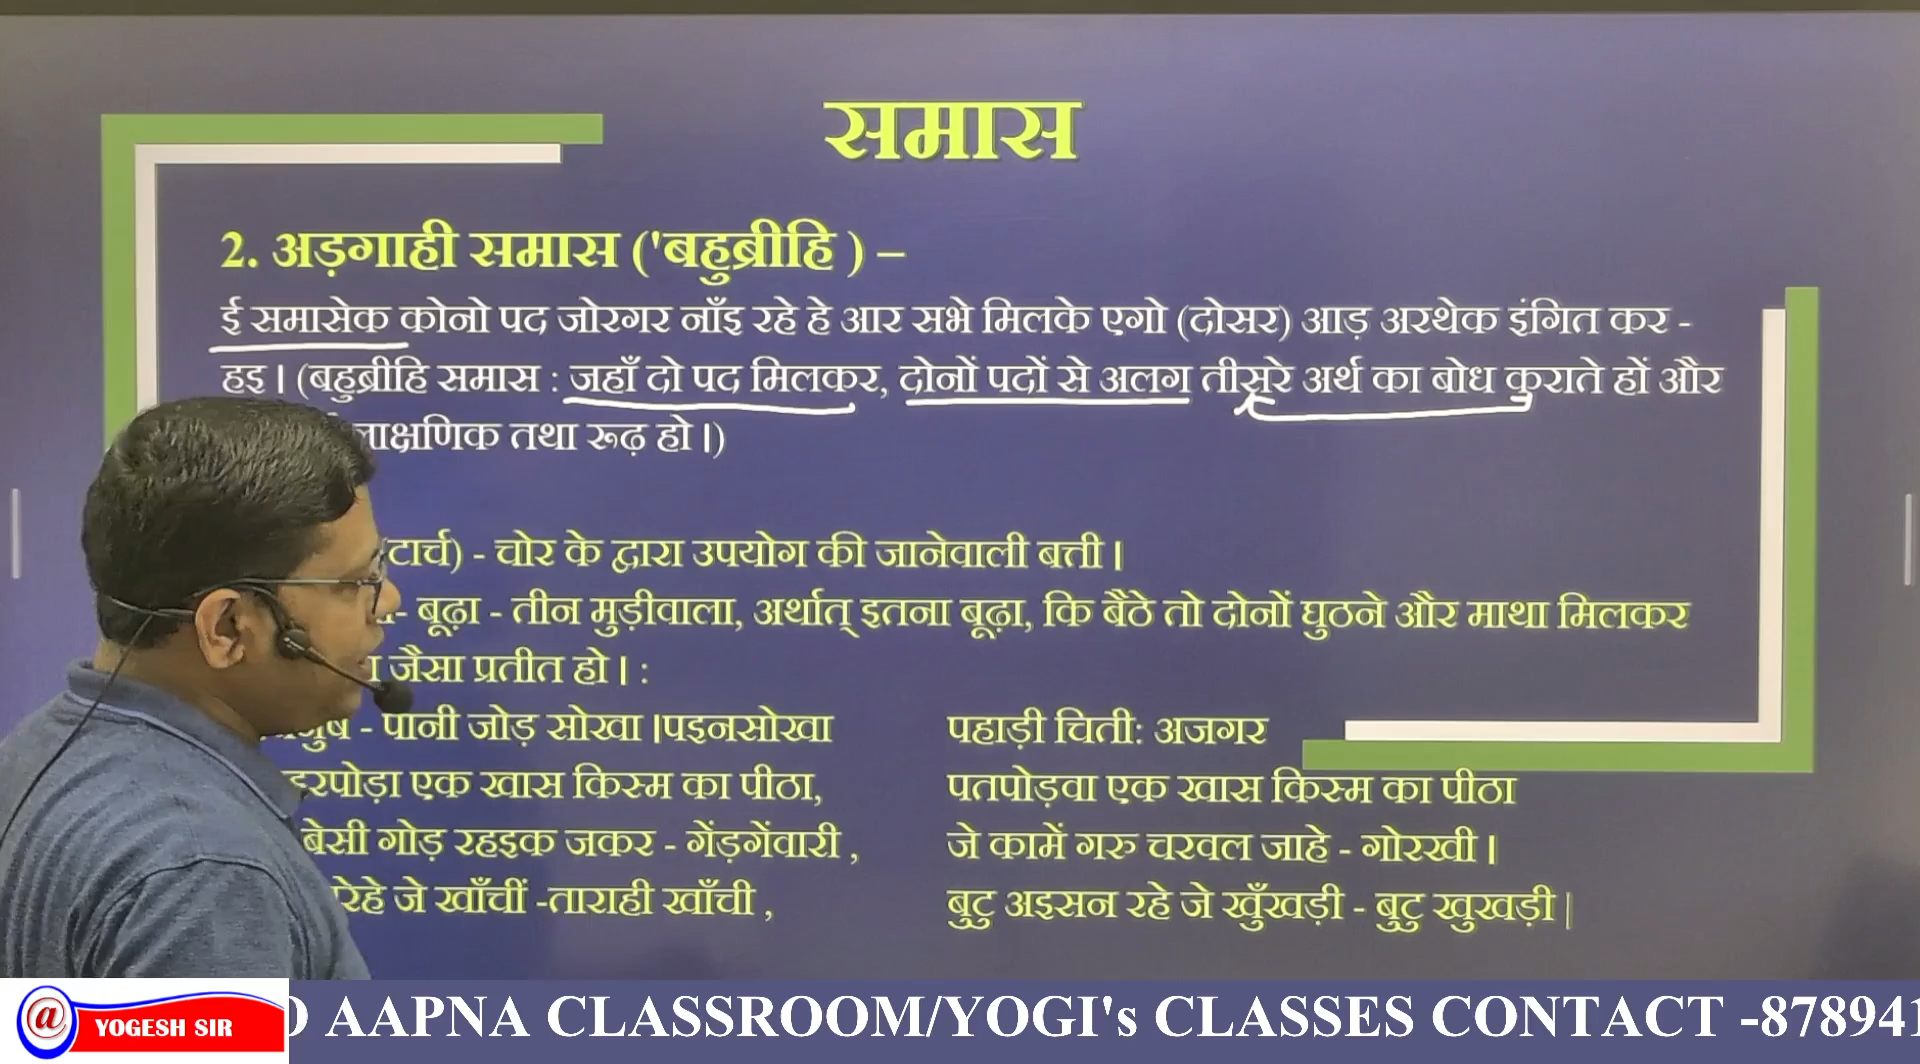 समास
2. अड़गाही समास ('बहुब्रीहि ) –
ई समासेक कोनो पद जोरगर नाँइ रहे हे आर सभे मिलके एगो (दोसर) आड़ अरथेक इंगित कर -
हइ । (बहुब्रीहि समास : जहाँ दो पद मिलकर, दोनों पदों से अलग तीसरे अर्थ का बोध कुराते हों और
लाक्षणिक तथा रूढ़ हो ।)
टार्च) - चोर के द्वारा उपयोग की जानेवाली बत्ती ।
- बूढ़ा - तीन मुड़ीवाला, अर्थात् इतना बूढ़ा, कि बैठे तो दोनों घुठने और माथा मिलकर
जैसा प्रतीत हो । :
- पानी जोड़ सोखा ।पइनसोखा
पहाड़ी चिती: अजगर
एक खास किस्म का पीठा,
पतपोड़वा एक खास किस्म का पीठा
बेसी गोड़ रहइक जकर - गेंड़गेंवारी ,
जे कामें गरु चरवल जाहे - गोरखी ।
रेहे जे खाँचीं -ताराही खाँची ,
बुटु अइसन रहे जे खुँखड़ी - बुटु खुखड़ी |
@ YOGESH SIR
AAPNA CLASSROOM/YOGI's CLASSES CONTACT -878941